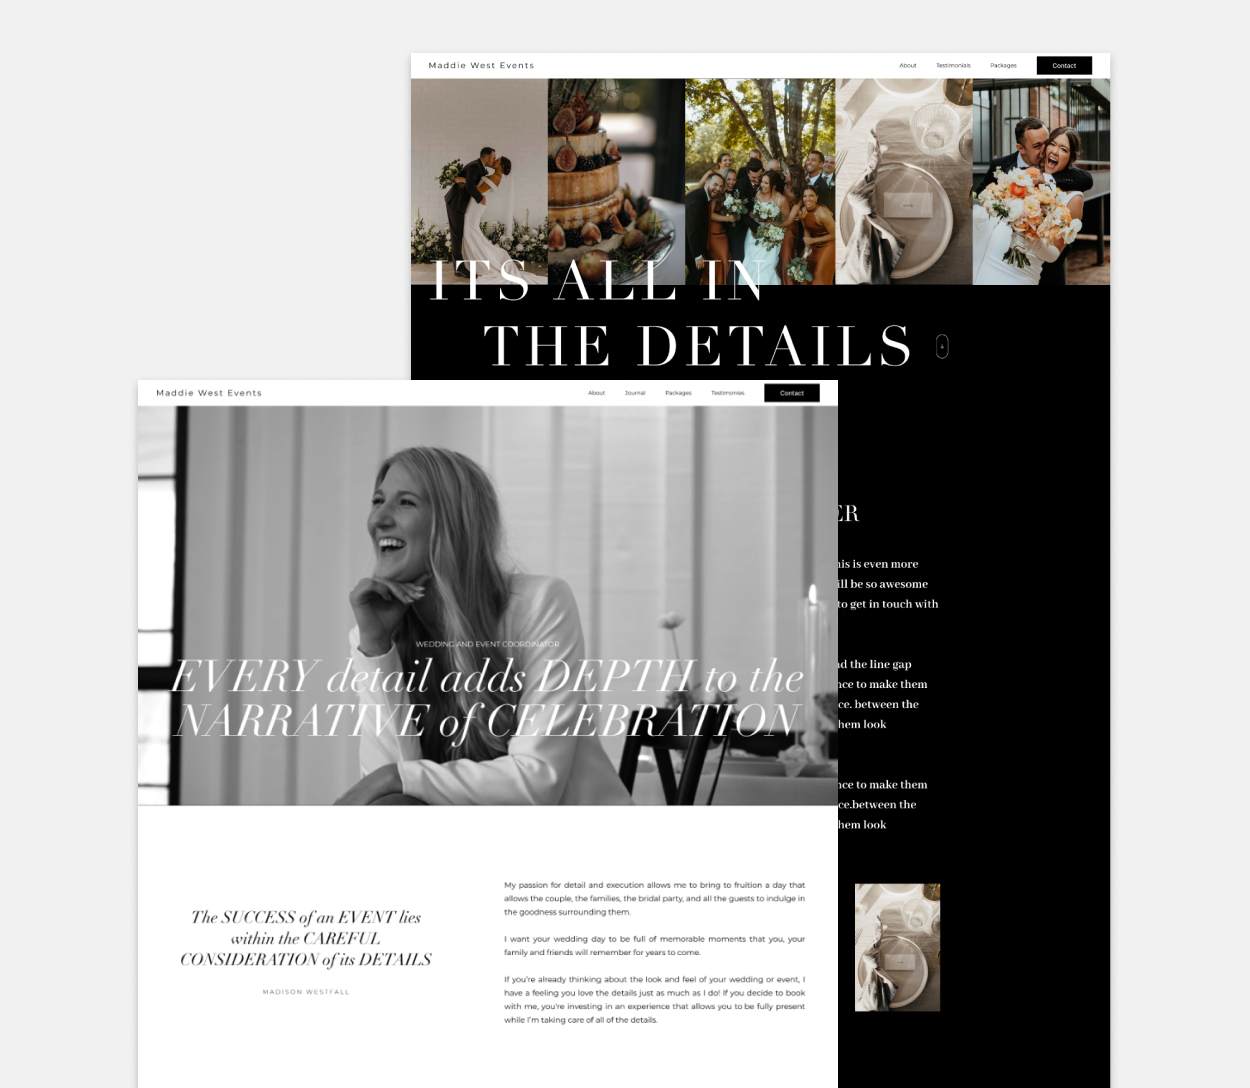 Maddie West Events
About Testimonials Packages Contact
ITS ALL IN
THE DETAILS
Maddie West Events
About Journal Packages Testimonies Contact
WEDDING AND EVENT COORDINATOR
EVERY detail adds DEPTH to the
NARRATIVE of CELEBRATION
The SUCCESS of an EVENT lies
within the CAREFUL
CONSIDERATION of its DETAILS
MADISON WESTFALL
My passion for detail and execution allows me to bring to fruition a day that
allows the couple, the families, the bridal party, and all the guests to indulge in
the goodness surrounding them.
I want your wedding day to be full of memorable moments that you, your
family and friends will remember for years to come.
If you're already thinking about the look and feel of your wedding or event, I
have a feeling you love the details just as much as I do! If you decide to book
with me, you're investing in an experience that allows you to be fully present
while I'm taking care of all of the details.
ER
is even more
be so awesome
to get in touch with
the line gap
to make them
between the
look
to make them
between the
look